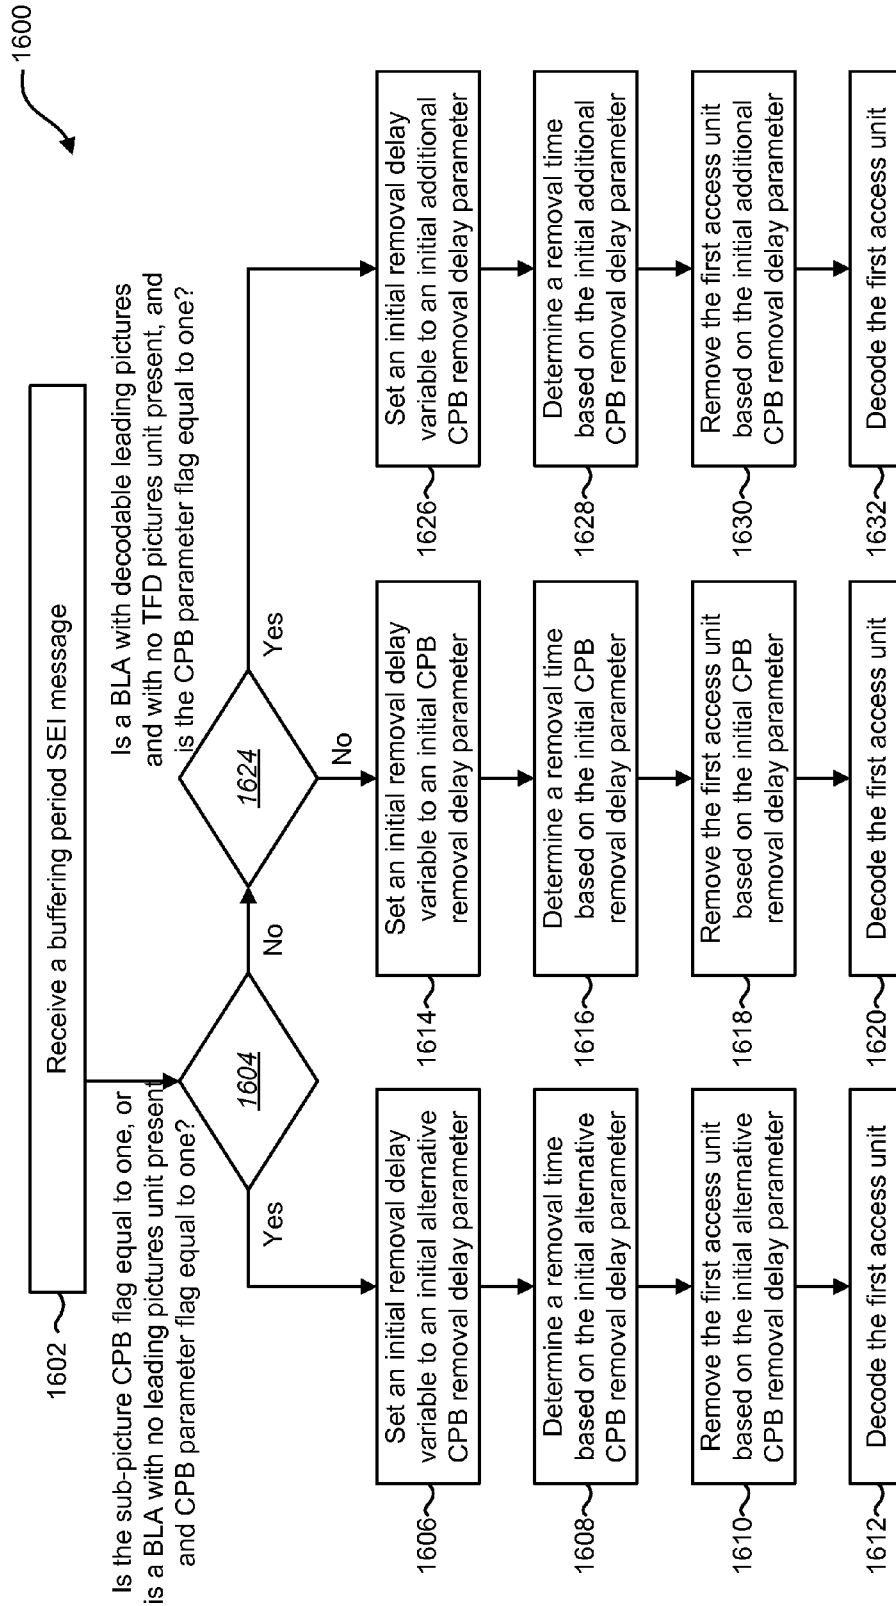 1600
Receive a buffering period SEI message
1602
Is the sub-picture CPB flag equal to one, or
is a BLA with no leading pictures unit present
and CPB parameter flag equal to one?
1604
Yes
No
Is a BLA with decodable leading pictures
and with no TFD pictures unit present, and
is the CPB parameter flag equal to one?
1624
Yes
No
Set an initial removal delay
variable to an initial alternative
CPB removal delay parameter
1606
Determine a removal time
based on the initial alternative
CPB removal delay parameter
1608
Remove the first access unit
based on the initial alternative
CPB removal delay parameter
1610
Decode the first access unit
1612
Set an initial removal delay
variable to an initial CPB
removal delay parameter
1614
Determine a removal time
based on the initial CPB
removal delay parameter
1616
Remove the first access unit
based on the initial CPB
removal delay parameter
1618
Decode the first access unit
1620
Set an initial removal delay
variable to an initial additional
CPB removal delay parameter
1626
Determine a removal time
based on the initial additional
CPB removal delay parameter
1628
Remove the first access unit
based on the initial additional
CPB removal delay parameter
1630
Decode the first access unit
1632